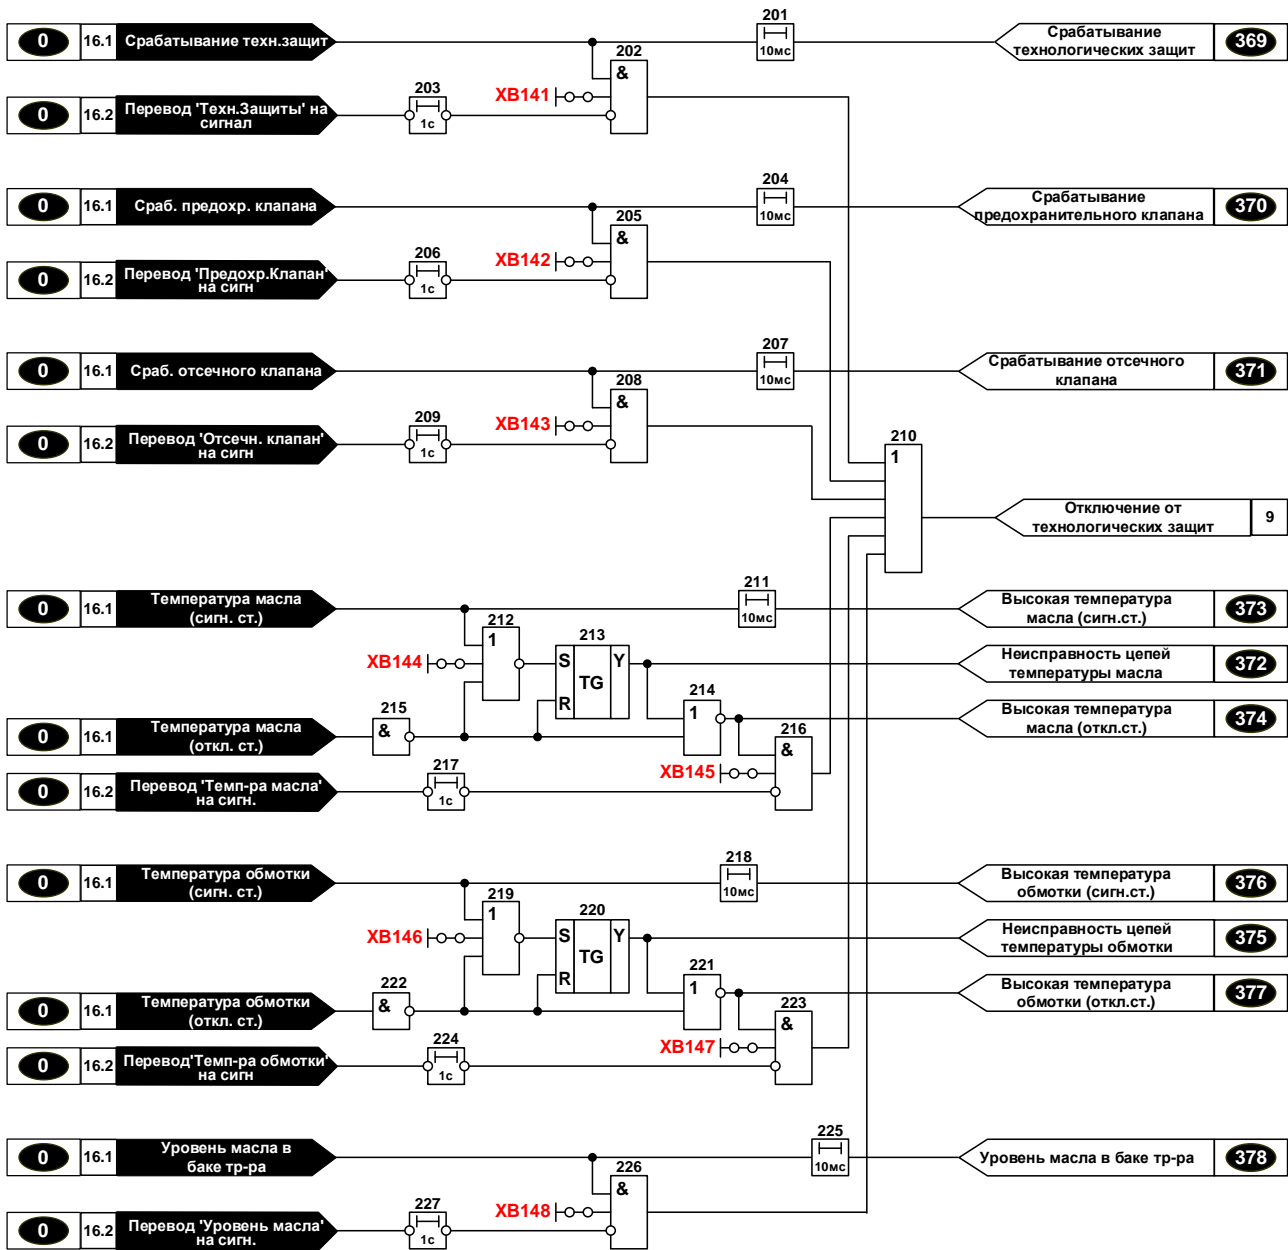 201
0 16.1 Срабатывание техн.защит
10мс
Срабатывание
технологических защит
369
202
&
XB141
203
0 16.2 Перевод 'Техн.Защиты' на
сигнал
1с
204
0 16.1 Сраб. предохр. клапана
10мс
Срабатывание
предохранительного клапана
370
205
&
XB142
206
0 16.2 Перевод 'Предохр.Клапан'
на сигн
1с
207
0 16.1 Сраб. отсечного клапана
10мс
Срабатывание отсечного
клапана
371
208
&
XB143
209
0 16.2 Перевод 'Отсечн. клапан'
на сигн
1с
210
1
Отключение от
технологических защит
9
211
0 16.1 Температура масла
(сигн. ст.)
10мс
Высокая температура
масла (сигн.ст.)
373
212
1
XB144
213
S
TG
Y
R
Неисправность цепей
температуры масла
372
214
1
215
&
0 16.1 Температура масла
(откл. ст.)
Высокая температура
масла (откл.ст.)
374
216
&
XB145
217
0 16.2 Перевод 'Темп-ра масла'
на сигн.
1с
218
0 16.1 Температура обмотки
(сигн. ст.)
10мс
Высокая температура
обмотки (сигн.ст.)
376
219
1
XB146
220
S
TG
Y
R
Неисправность цепей
температуры обмотки
375
221
1
222
&
0 16.1 Температура обмотки
(откл. ст.)
Высокая температура
обмотки (откл.ст.)
377
223
&
XB147
224
0 16.2 Перевод'Темп-ра обмотки'
на сигн
1с
225
0 16.1 Уровень масла в
баке тр-ра
10мс
Уровень масла в баке тр-ра
378
226
&
XB148
227
0 16.2 Перевод 'Уровень масла'
на сигн.
1с